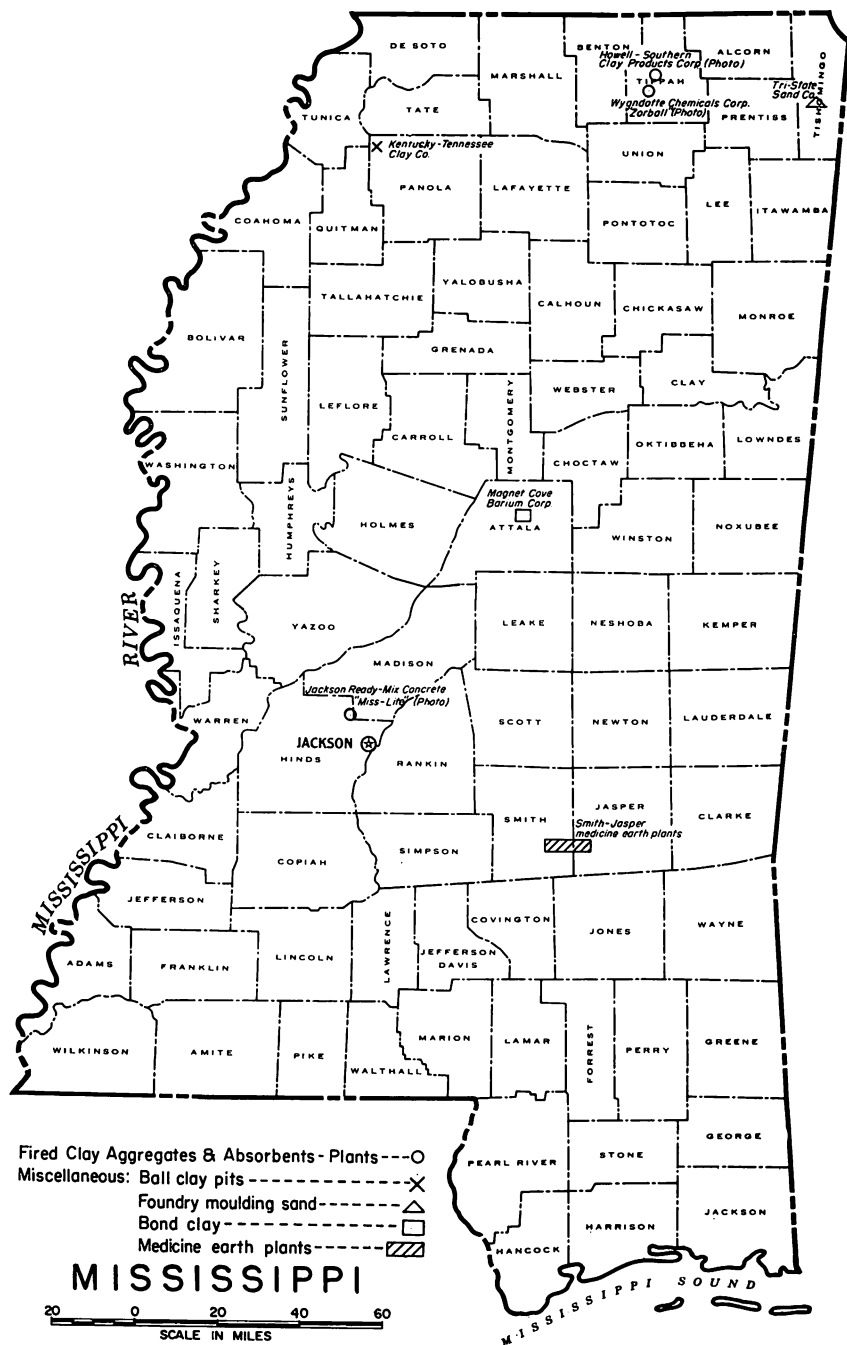 DE SOTO
BENTON
ALCORN
MARSHALL
Howell-Southern
Clay Products Corp (Photo)
TIPPAH
TISHOMINGO
Tri-State
Sand Co.
TUNICA
TATE
Wyandotte Chemicals Corp.
"Zorball" (Photo)
PRENTISS
Kentucky-Tennessee
Clay Co.
UNION
PANOLA
LAFAYETTE
LEE
ITAWAMBA
COAHOMA
QUITMAN
PONTOTOC
YALOBUSHA
TALLAHATCHIE
CALHOUN
CHICKASAW
MONROE
BOLIVAR
SUNFLOWER
GRENADA
LEFLORE
MONTGOMERY
WEBSTER
CLAY
CARROLL
OKTIBBEHA
LOWNDES
WASHINGTON
CHOCTAW
HUMPHREYS
HOLMES
Magnet Cove
Barium Corp.
ATTALA
WINSTON
NOXUBEE
ISSAQUENA
SHARKEY
RIVER
YAZOO
LEAKE
NESHOBA
KEMPER
MADISON
Jackson Ready-Mix Concrete
"Miss-Lite" (Photo)
WARREN
SCOTT
NEWTON
LAUDERDALE
JACKSON
HINDS
RANKIN
SMITH
JASPER
CLARKE
Smith-Jasper
medicine earth plants
CLAIBORNE
COPIAH
SIMPSON
MISSISSIPPI
JEFFERSON
COVINGTON
JONES
WAYNE
LAWRENCE
JEFFERSON
DAVIS
ADAMS
FRANKLIN
LINCOLN
WILKINSON
AMITE
PIKE
WALTHALL
MARION
LAMAR
FORREST
PERRY
GREENE
GEORGE
PEARL RIVER
STONE
JACKSON
HARRISON
HANCOCK
MISSISSIPPI SOUND
Fired Clay Aggregates & Absorbents - Plants
Miscellaneous: Ball clay pits
Foundry moulding sand
Bond clay
Medicine earth plants
MISSISSIPPI
20 0 20 40 60
SCALE IN MILES